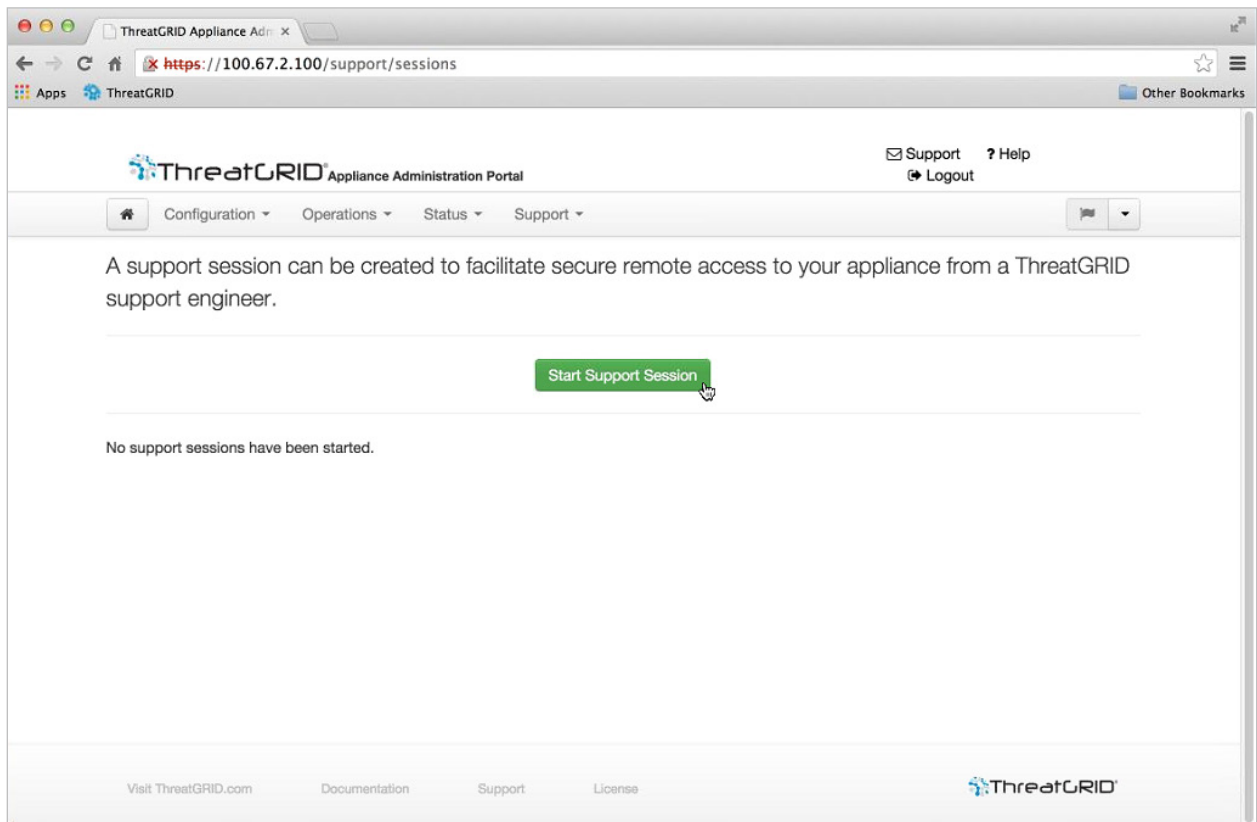 ThreatGRID Appliance Adm
https://100.67.2.100/support/sessions
Apps ThreatGRID Other Bookmarks
ThreatGRID® Appliance Administration Portal
Support ? Help
Logout
Configuration Operations Status Support
A support session can be created to facilitate secure remote access to your appliance from a ThreatGRID
support engineer.
Start Support Session
No support sessions have been started.
Visit ThreatGRID.com Documentation Support License ThreatGRID®